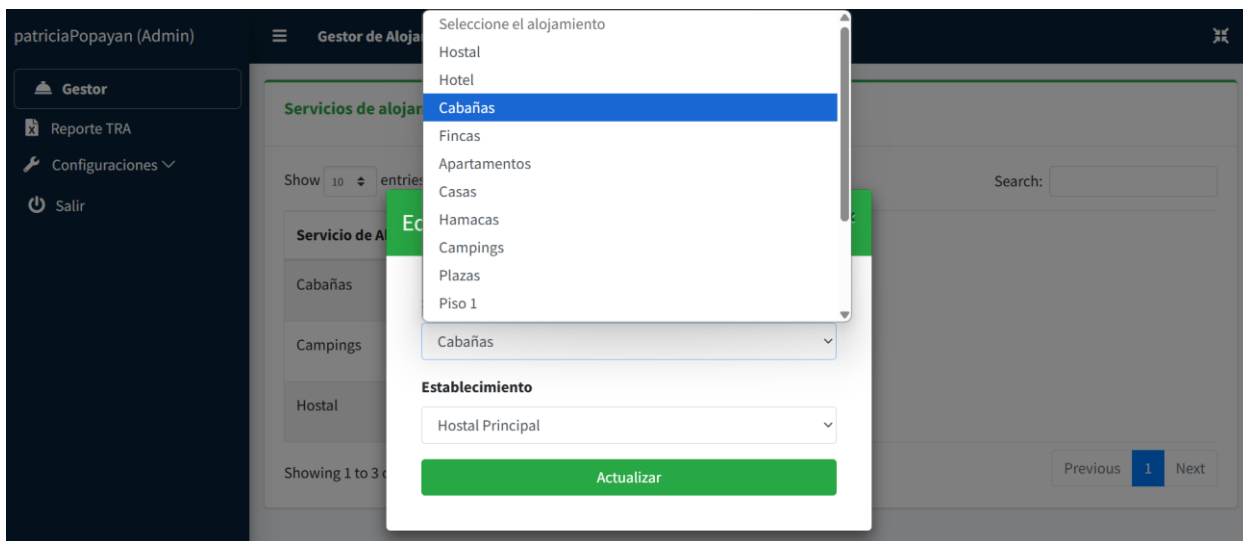 patriciaPopayan (Admin)
Gestor
Reporte TRA
Configuraciones
Salir
Gestor de Aloja
Servicios de alojar
Show 10 entries
Search:
Servicio de Al
Cabañas
Campings
Hostal
Showing 1 to 3 o
Previous 1 Next
Seleccione el alojamiento
Hostal
Hotel
Cabañas
Fincas
Apartamentos
Casas
Hamacas
Campings
Plazas
Piso 1
Ed
Cabañas
Establecimiento
Hostal Principal
Actualizar